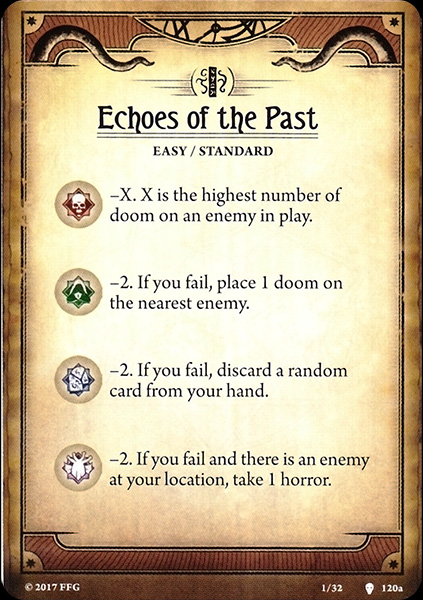 Echoes of the Past
EASY / STANDARD
–X. X is the highest number of
doom on an enemy in play.
–2. If you fail, place 1 doom on
the nearest enemy.
–2. If you fail, discard a random
card from your hand.
–2. If you fail and there is an enemy
at your location, take 1 horror.
© 2017 FFG 1/32 120a